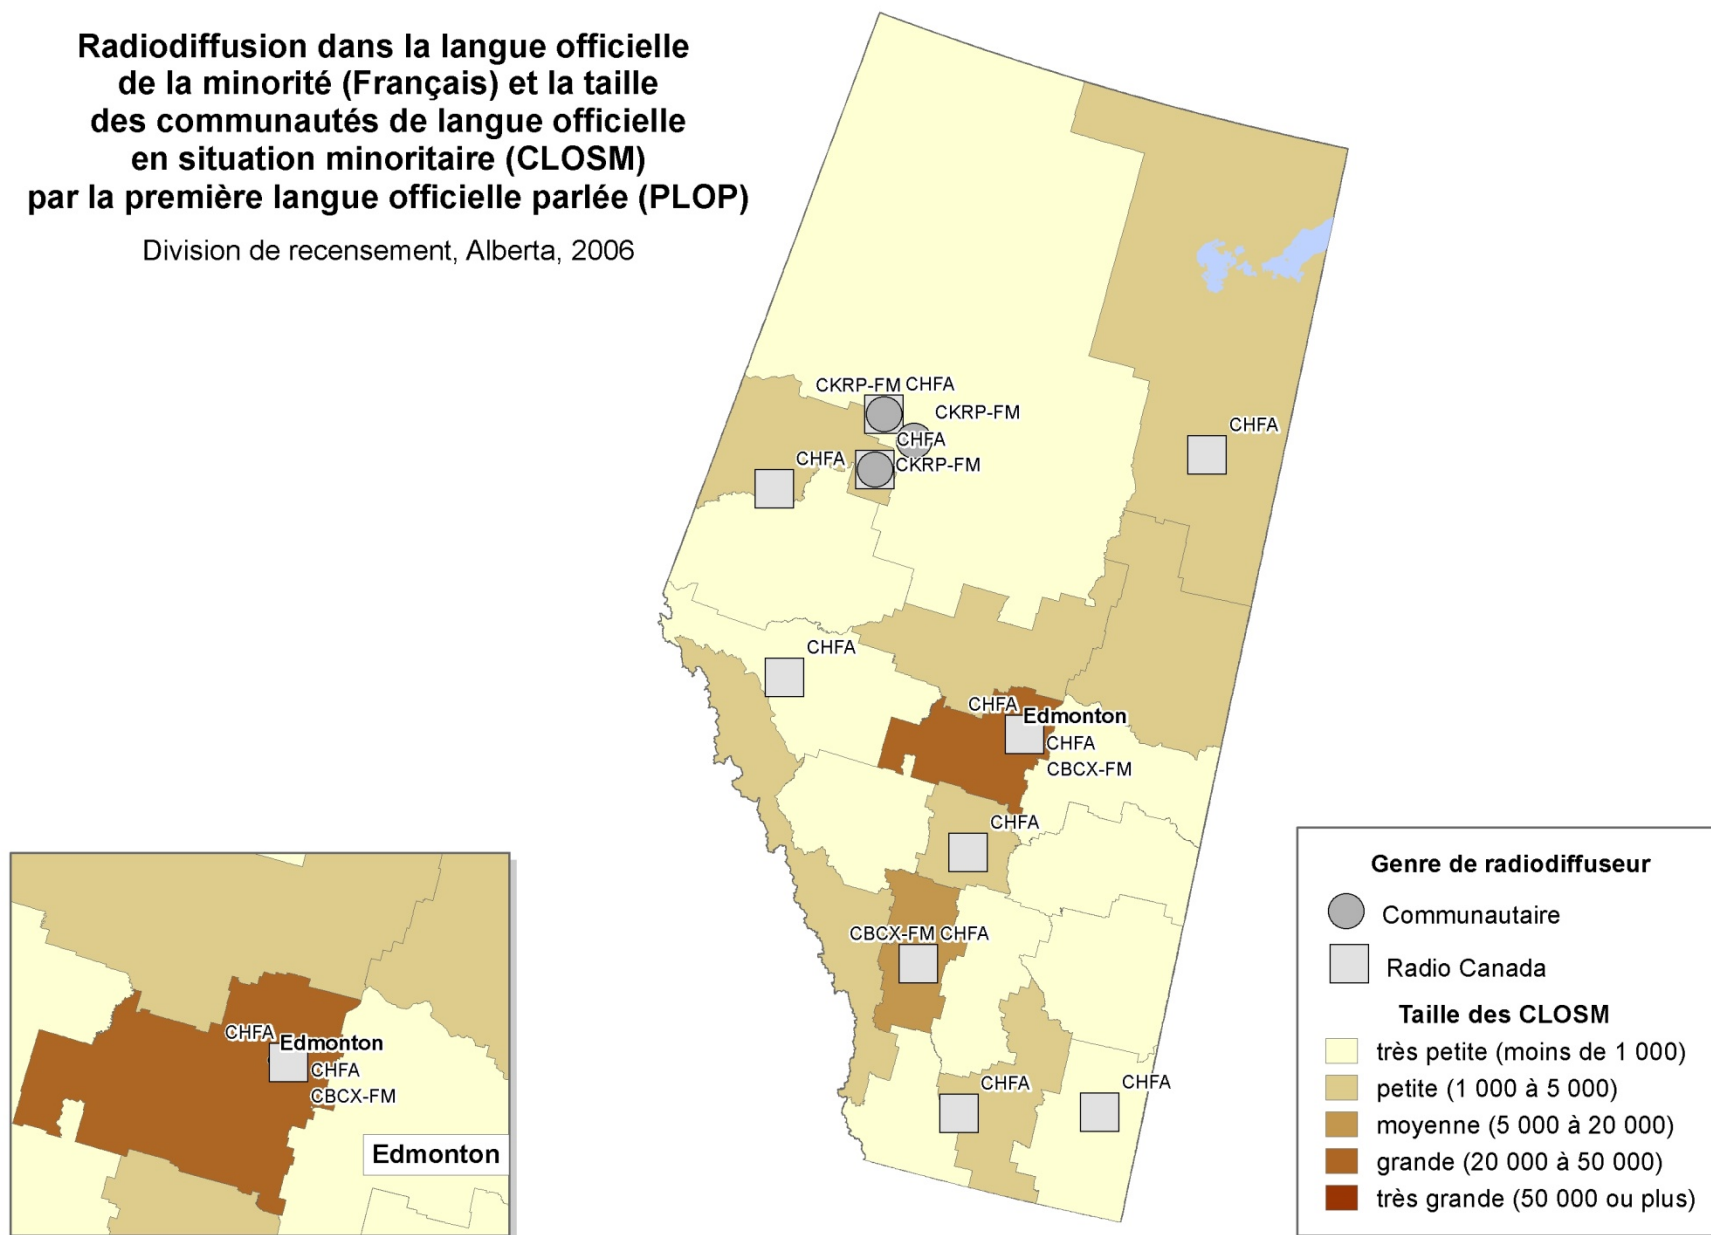 Radiodiffusion dans la langue officielle
de la minorité (Français) et la taille
des communautés de langue officielle
en situation minoritaire (CLOSM)
par la première langue officielle parlée (PLOP)
Division de recensement, Alberta, 2006
CKRP-FM CHFA
CKRP-FM
CHFA
CHFA
CKRP-FM
CHFA
CHFA
CHFA
Edmonton
CHFA
CBCX-FM
CHFA
CBCX-FM CHFA
CHFA
CHFA
CHFA
Edmonton
CHFA
CBCX-FM
Edmonton
Genre de radiodiffuseur
Communautaire
Radio Canada
Taille des CLOSM
très petite (moins de 1 000)
petite (1 000 à 5 000)
moyenne (5 000 à 20 000)
grande (20 000 à 50 000)
très grande (50 000 ou plus)